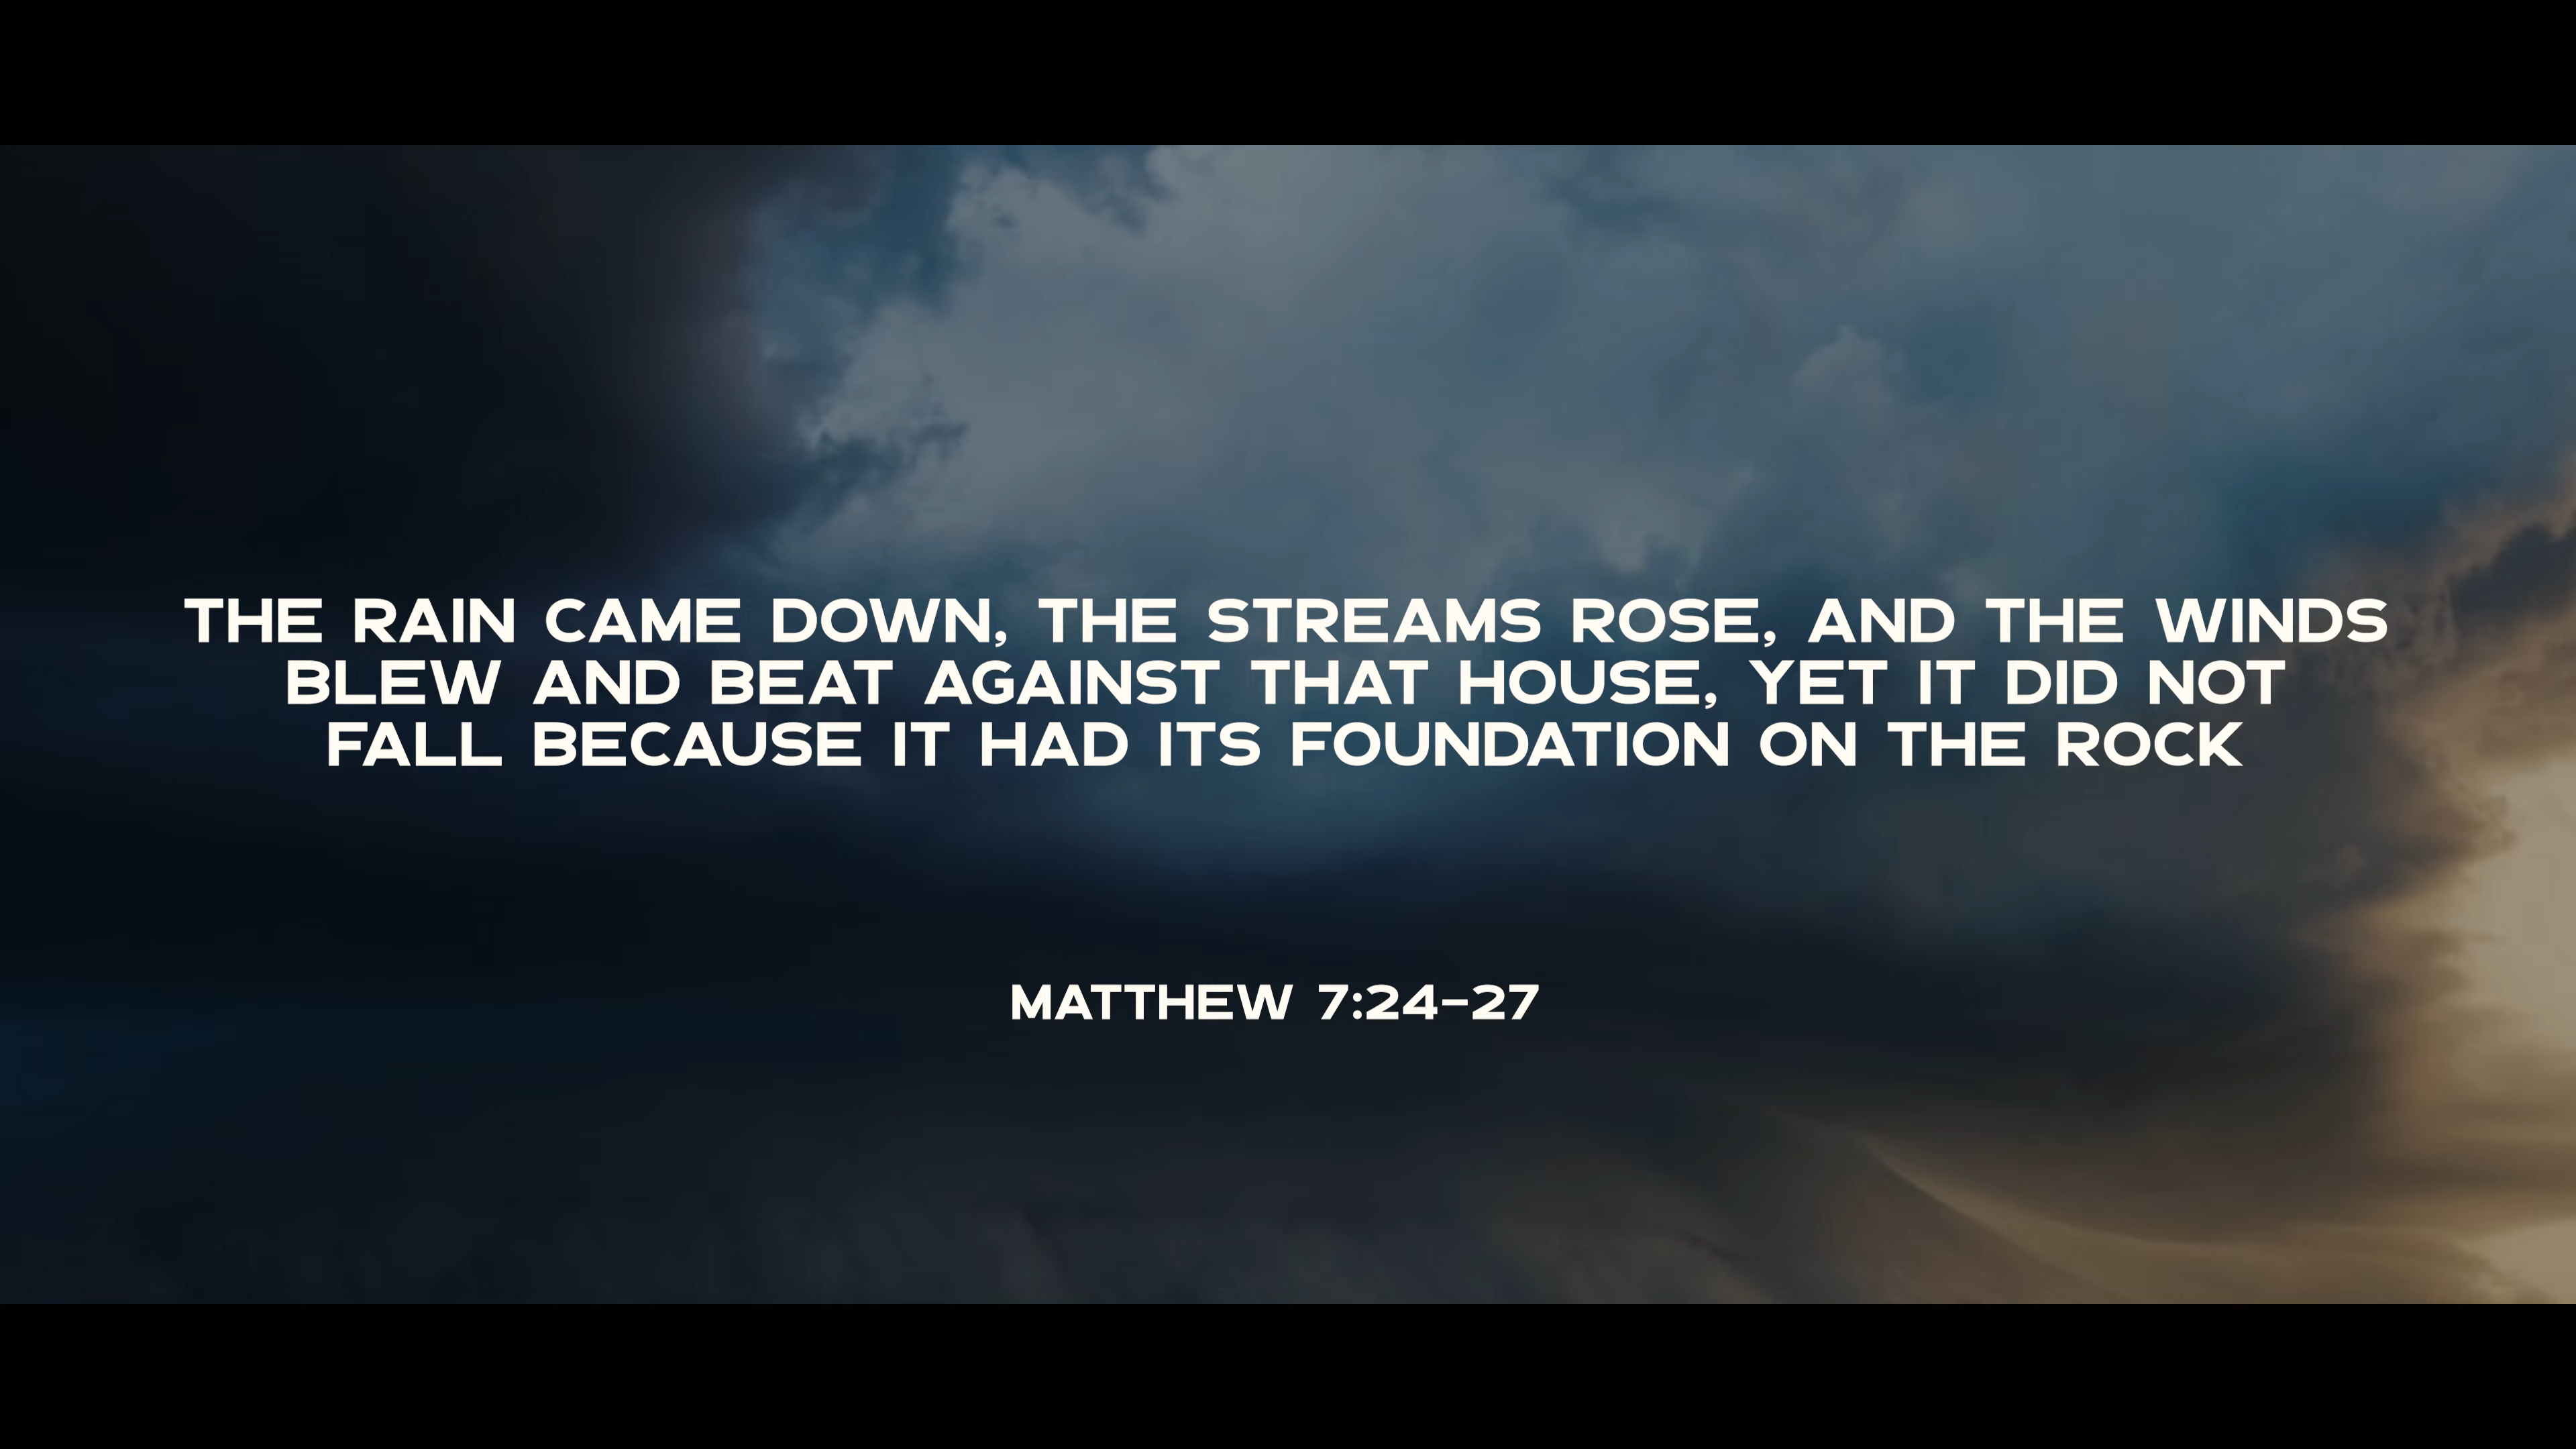 THE RAIN CAME DOWN, THE STREAMS ROSE, AND THE WINDS
BLEW AND BEAT AGAINST THAT HOUSE, YET IT DID NOT
FALL BECAUSE IT HAD ITS FOUNDATION ON THE ROCK
MATTHEW 7:24-27